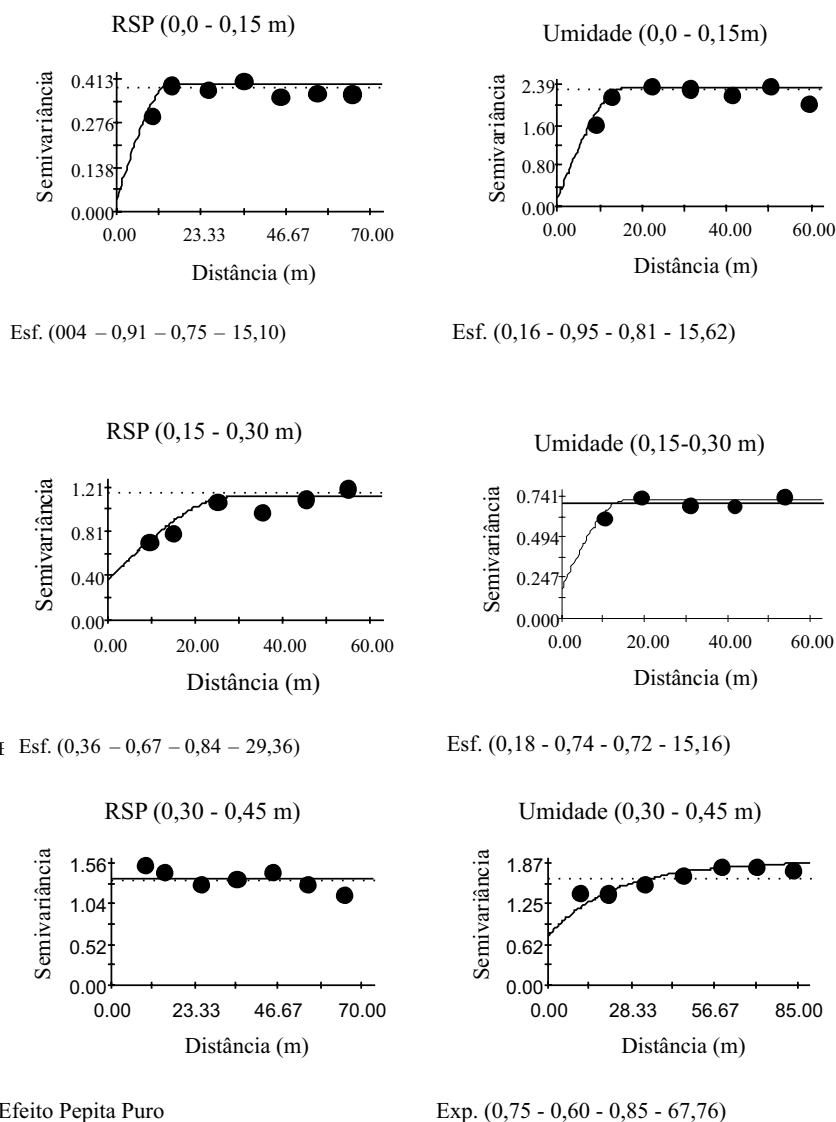 RSP (0,0 - 0,15 m)
Semivariância
0.413
0.276
0.138
0.000
0.00 23.33 46.67 70.00
Distância (m)
Esf. (004 – 0,91 – 0,75 – 15,10)
Umidade (0,0 - 0,15m)
Semivariância
2.39
1.60
0.80
0.00
0.00 20.00 40.00 60.00
Distância (m)
Esf. (0,16 - 0,95 - 0,81 - 15,62)
RSP (0,15 - 0,30 m)
Semivariância
1.21
0.81
0.40
0.00
0.00 20.00 40.00 60.00
Distância (m)
Esf. (0,36 – 0,67 – 0,84 – 29,36)
Umidade (0,15-0,30 m)
Semivariância
0.741
0.494
0.247
0.000
0.00 20.00 40.00 60.00
Distância (m)
Esf. (0,18 - 0,74 - 0,72 - 15,16)
RSP (0,30 - 0,45 m)
Semivariância
1.56
1.04
0.52
0.00
0.00 23.33 46.67 70.00
Distância (m)
Efeito Pepita Puro
Umidade (0,30 - 0,45 m)
Semivariância
1.87
1.25
0.62
0.00
0.00 28.33 56.67 85.00
Distância (m)
Exp. (0,75 - 0,60 - 0,85 - 67,76)